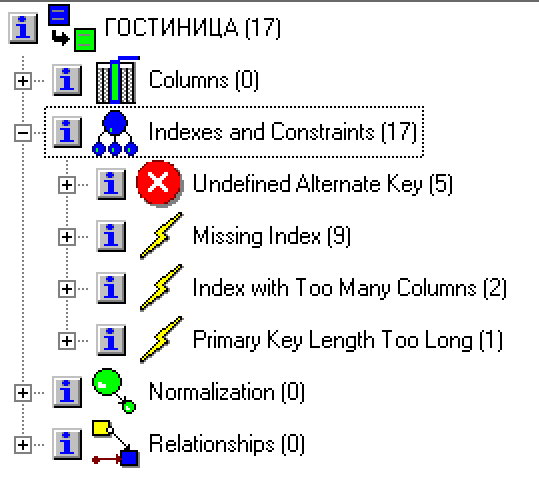 ГОСТИНИЦА (17)
Columns (0)
Indexes and Constraints (17)
Undefined Alternate Key (5)
Missing Index (9)
Index with Too Many Columns (2)
Primary Key Length Too Long (1)
Normalization (0)
Relationships (0)